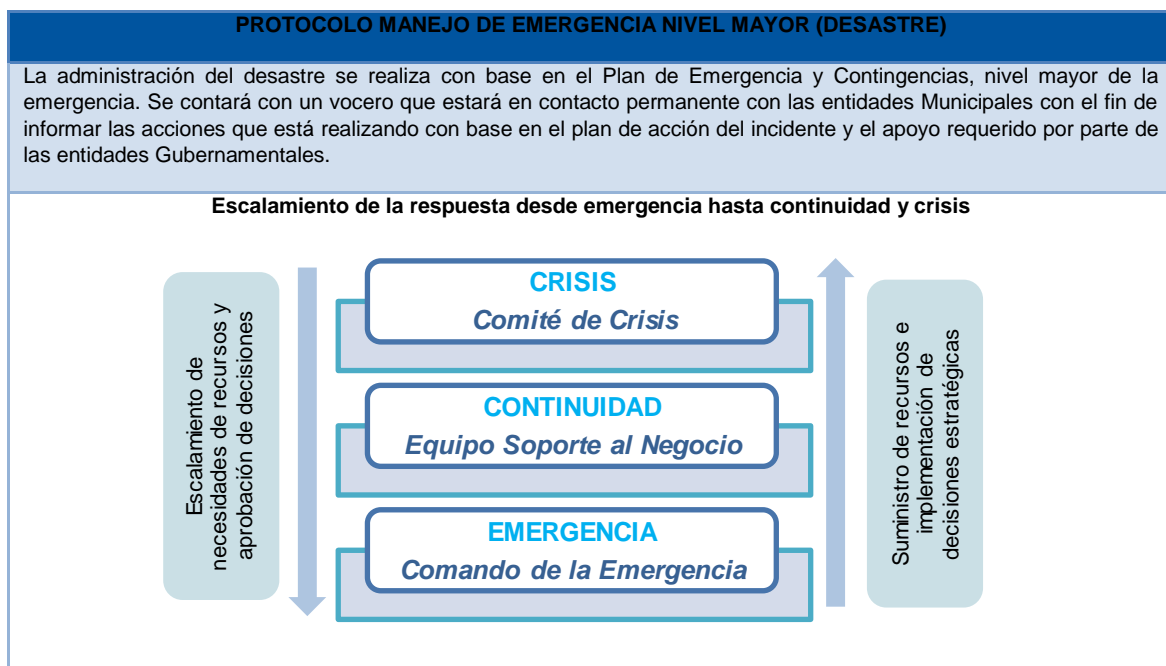 PROTOCOLO MANEJO DE EMERGENCIA NIVEL MAYOR (DESASTRE)
La administración del desastre se realiza con base en el Plan de Emergencia y Contingencias, nivel mayor de la
emergencia. Se contará con un vocero que estará en contacto permanente con las entidades Municipales con el fin de
informar las acciones que está realizando con base en el plan de acción del incidente y el apoyo requerido por parte de
las entidades Gubernamentales.
Escalamiento de la respuesta desde emergencia hasta continuidad y crisis
Escalamiento de
necesidades de recursos y
aprobación de decisiones
CRISIS
Comité de Crisis
CONTINUIDAD
Equipo Soporte al Negocio
EMERGENCIA
Comando de la Emergencia
Suministro de recursos e
implementación de
decisiones estratégicas